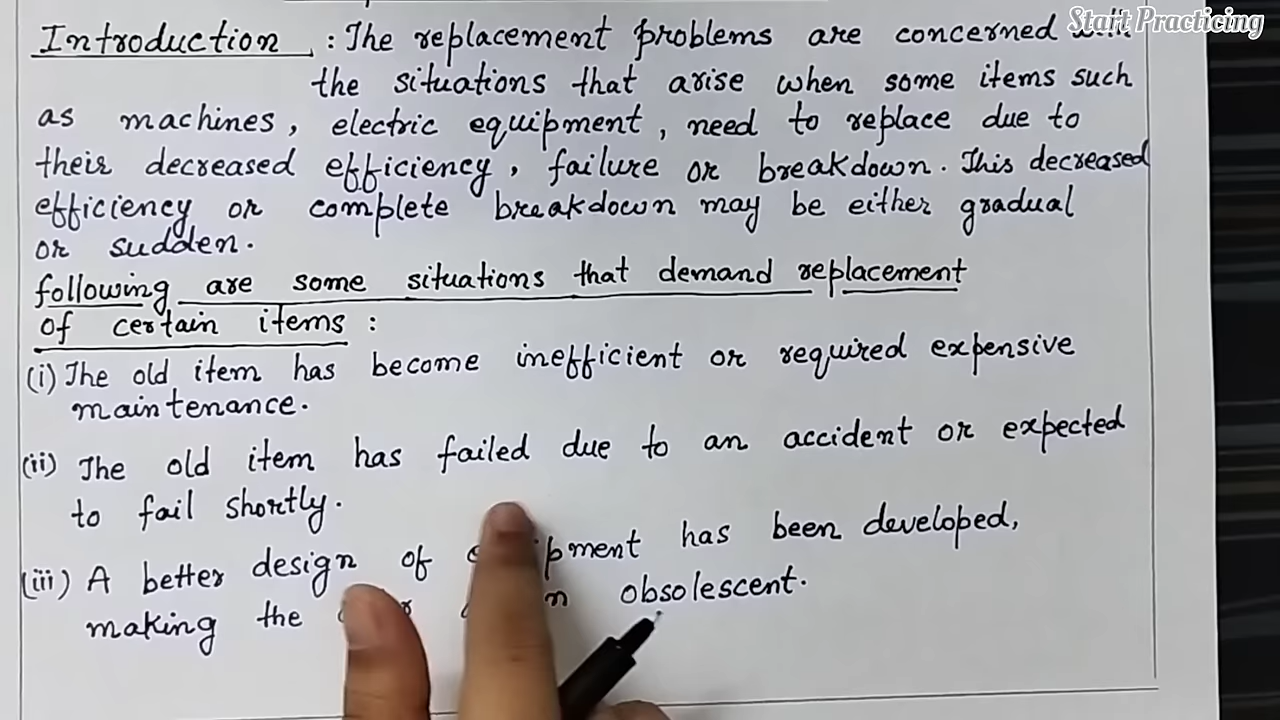 Start Practicing
Introduction : The replacement problems are concerned with
the situations that arise when some items such
as machines, electric equipment, need to replace due to
their decreased efficiency, failure or breakdown. This decreased
efficiency or complete breakdown may be either gradual
or sudden.
following are some situations that demand replacement
of certain items :
(i) The old item has become inefficient or required expensive
maintenance.
(ii) The old item has failed due to an accident or expected
to fail shortly.
(iii) A better design of has been developed,
making the obsolescent.